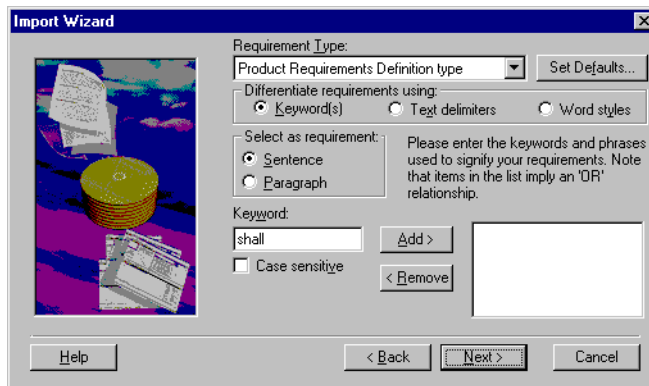 Import Wizard
Requirement Type:
Product Requirements Definition type
Set Defaults...
Differentiate requirements using:
Keyword(s)
Text delimiters
Word styles
Select as requirement:
Sentence
Paragraph
Please enter the keywords and phrases
used to signify your requirements. Note
that items in the list imply an 'OR'
relationship.
Keyword:
shall
Add >
Case sensitive
< Remove
Help
< Back
Next >
Cancel